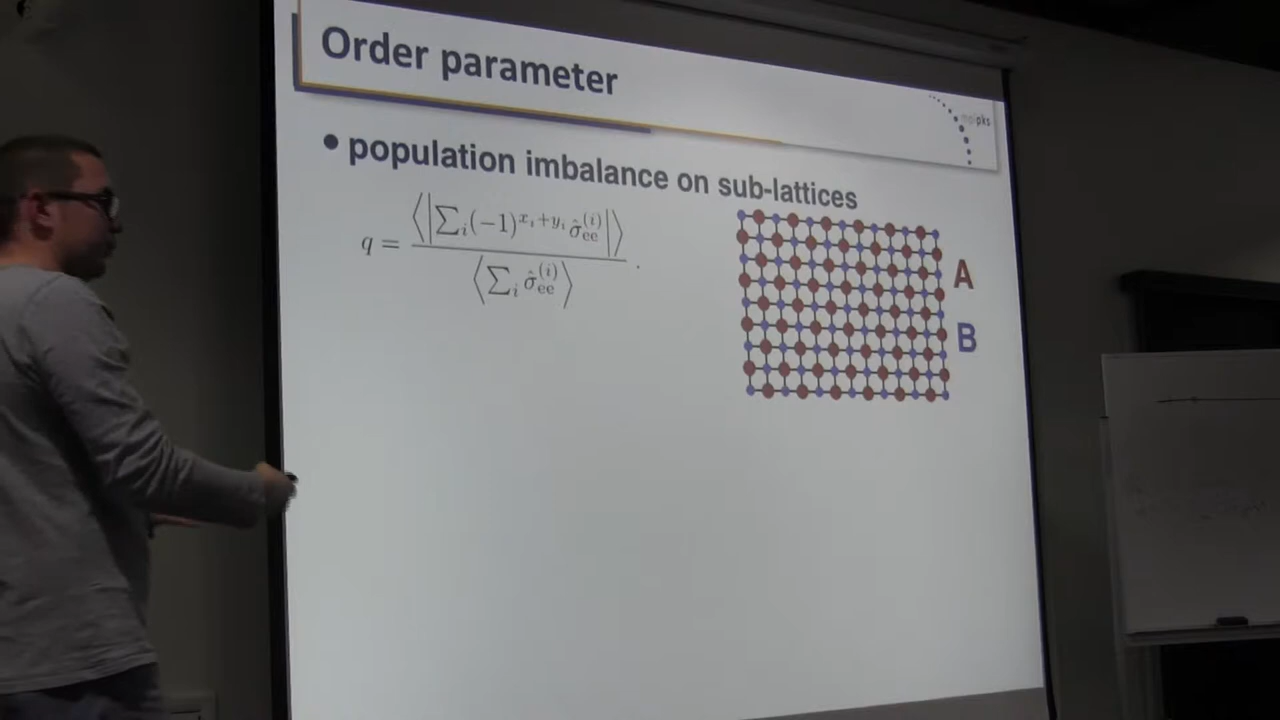 Order parameter
mpipks
• population imbalance on sub-lattices
q = ⟨|∑ᵢ(-1)^{xᵢ+yᵢ} σ̂ₑₑ^{(i)}|⟩ / ⟨∑ᵢ σ̂ₑₑ^{(i)}⟩ .
A
B